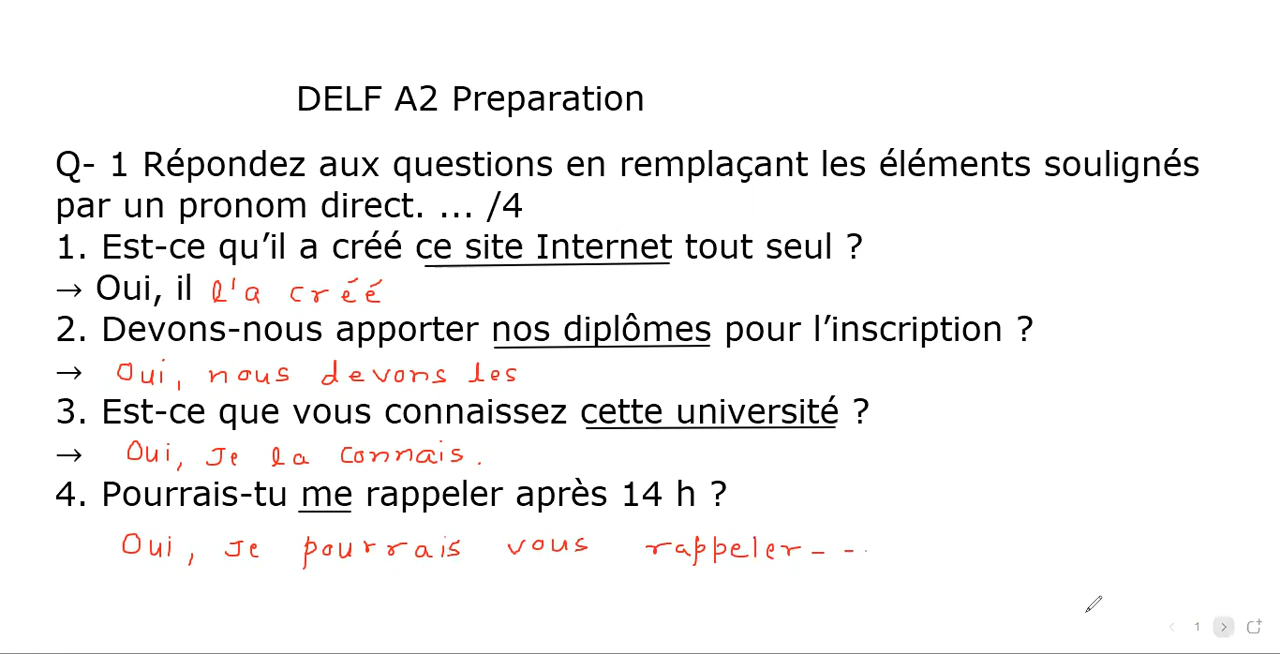 DELF A2 Preparation
Q- 1 Répondez aux questions en remplaçant les éléments soulignés
par un pronom direct. ... /4
1. Est-ce qu’il a créé ce site Internet tout seul ?
→ Oui, il l'a créé
2. Devons-nous apporter nos diplômes pour l’inscription ?
→ Oui, nous devons les
3. Est-ce que vous connaissez cette université ?
→ Oui, Je la connais.
4. Pourrais-tu me rappeler après 14 h ?
Oui, Je pourrais vous rappeler- - .
1